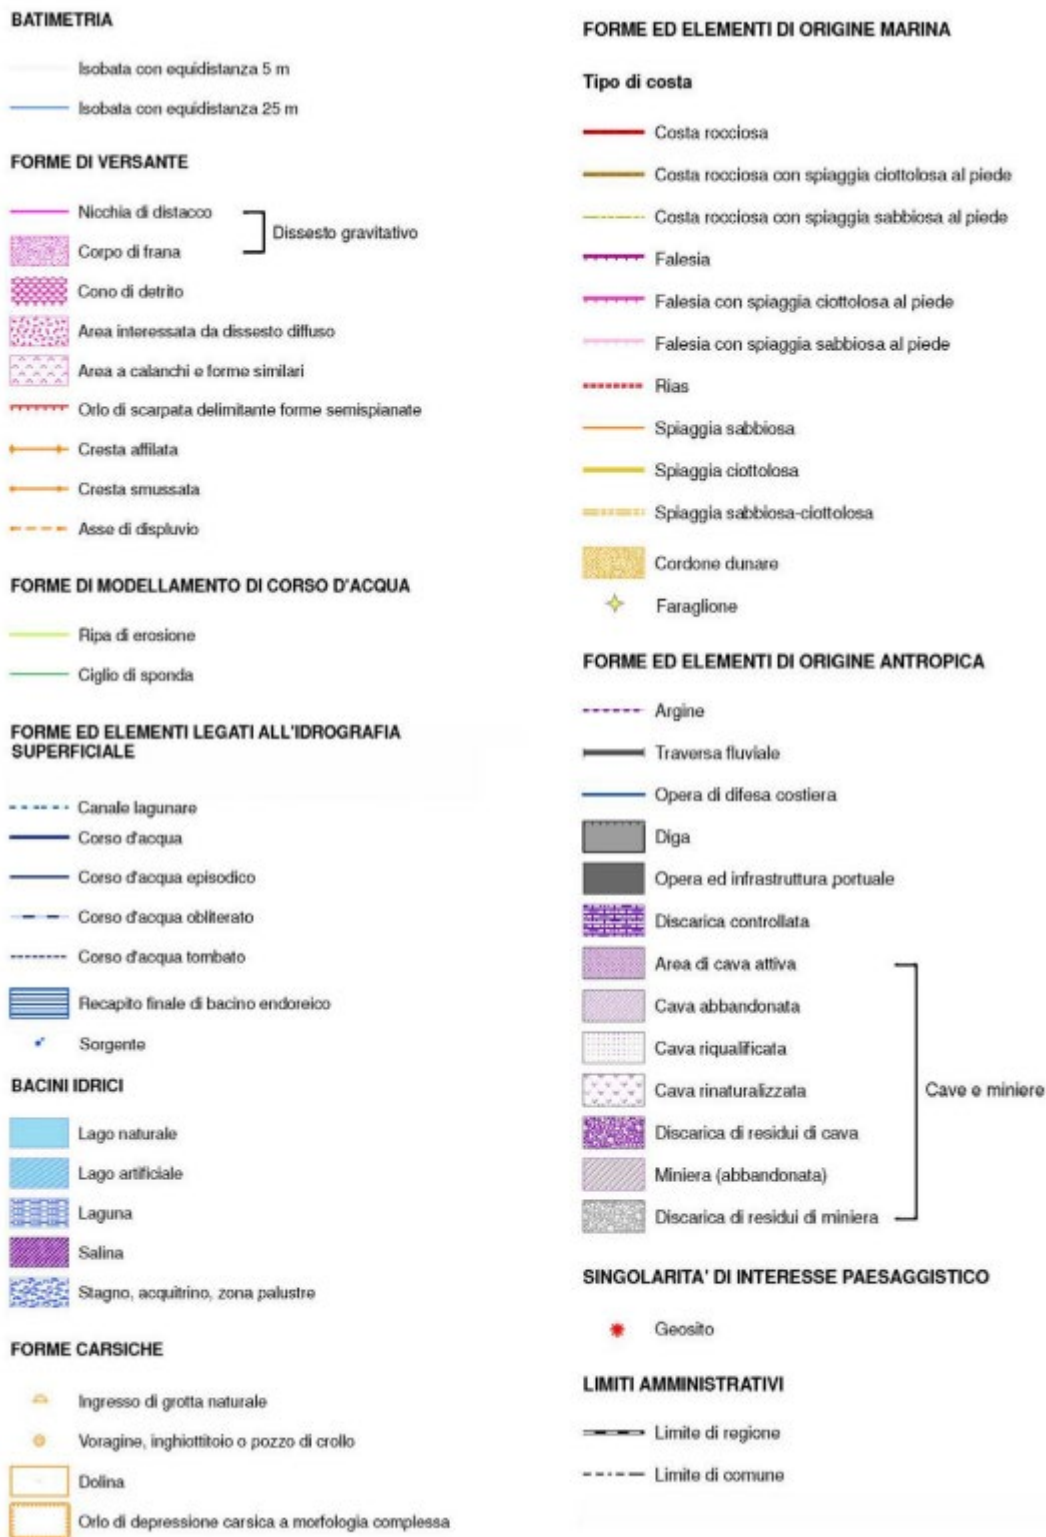 BATIMETRIA
Isobata con equidistanza 5 m
Isobata con equidistanza 25 m
FORME DI VERSANTE
Nicchia di distacco
Dissesto gravitativo
Corpo di frana
Cono di detrito
Area interessata da dissesto diffuso
Area a calanchi e forme similari
Orlo di scarpata delimitante forme semispianate
Cresta affilata
Cresta smussata
Asse di displuvio
FORME DI MODELLAMENTO DI CORSO D'ACQUA
Ripa di erosione
Ciglio di sponda
FORME ED ELEMENTI LEGATI ALL'IDROGRAFIA
SUPERFICIALE
Canale lagunare
Corso d'acqua
Corso d'acqua episodico
Corso d'acqua obliterato
Corso d'acqua tombato
Recapito finale di bacino endoreico
Sorgente
BACINI IDRICI
Lago naturale
Lago artificiale
Laguna
Salina
Stagno, acquitrino, zona palustre
FORME CARSICHE
Ingresso di grotta naturale
Voragine, inghiottitoio o pozzo di crollo
Dolina
Orlo di depressione carsica a morfologia complessa
FORME ED ELEMENTI DI ORIGINE MARINA
Tipo di costa
Costa rocciosa
Costa rocciosa con spiaggia ciottolosa al piede
Costa rocciosa con spiaggia sabbiosa al piede
Falesia
Falesia con spiaggia ciottolosa al piede
Falesia con spiaggia sabbiosa al piede
Rias
Spiaggia sabbiosa
Spiaggia ciottolosa
Spiaggia sabbiosa-ciottolosa
Cordone dunare
Faraglione
FORME ED ELEMENTI DI ORIGINE ANTROPICA
Argine
Traversa fluviale
Opera di difesa costiera
Diga
Opera ed infrastruttura portuale
Discarica controllata
Area di cava attiva
Cava abbandonata
Cava riqualificata
Cava rinaturalizzata
Cave e miniere
Discarica di residui di cava
Miniera (abbandonata)
Discarica di residui di miniera
SINGOLARITA' DI INTERESSE PAESAGGISTICO
Geosito
LIMITI AMMINISTRATIVI
Limite di regione
Limite di comune